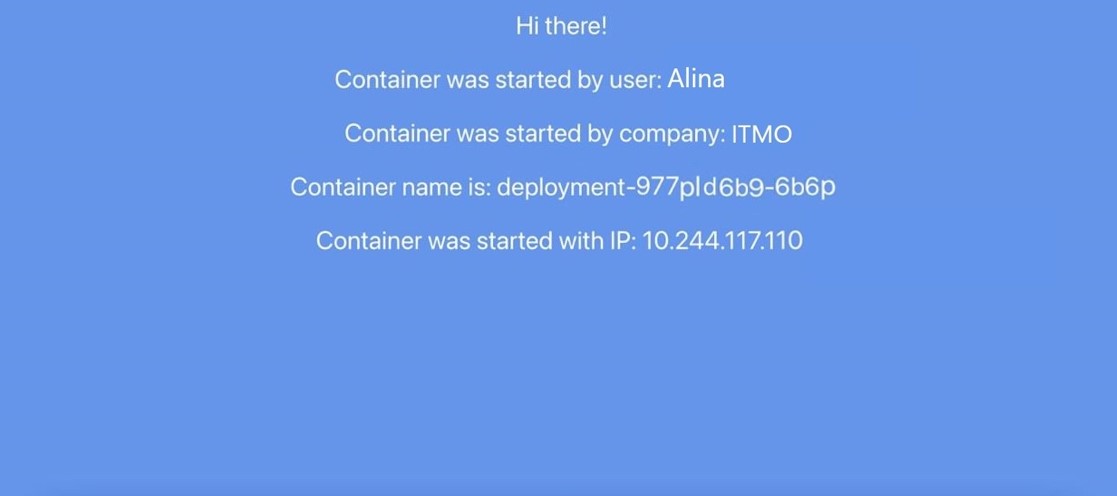 Hi there!
Container was started by user: Alina
Container was started by company: ITMO
Container name is: deployment-977pld6b9-6b6p
Container was started with IP: 10.244.117.110